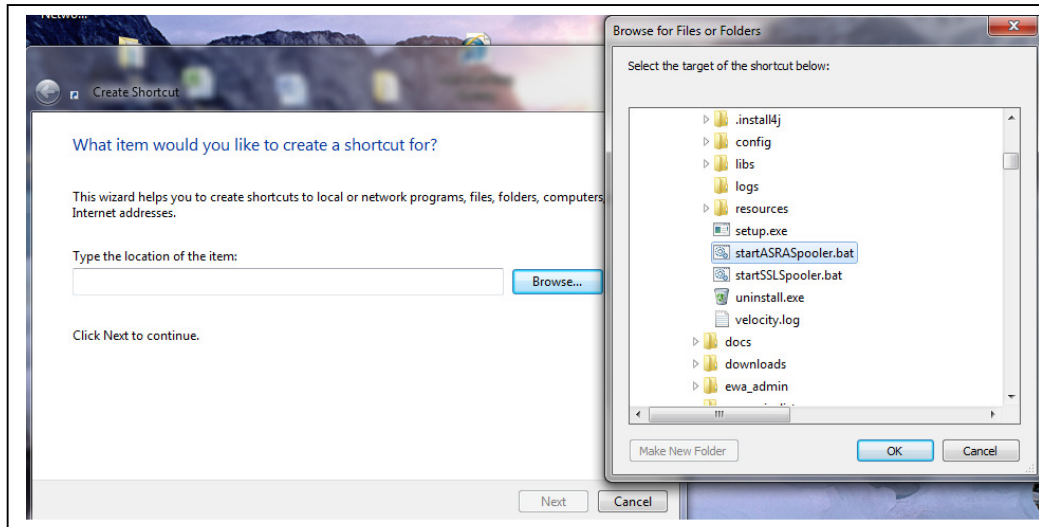 Create Shortcut
What item would you like to create a shortcut for?
This wizard helps you to create shortcuts to local or network programs, files, folders, computers,
Internet addresses.
Type the location of the item:
Browse...
Click Next to continue.
Next
Cancel
Browse for Files or Folders
Select the target of the shortcut below:
.install4j
config
libs
logs
resources
setup.exe
startASRASpooler.bat
startSSLSpooler.bat
uninstall.exe
velocity.log
docs
downloads
ewa_admin
Make New Folder
OK
Cancel